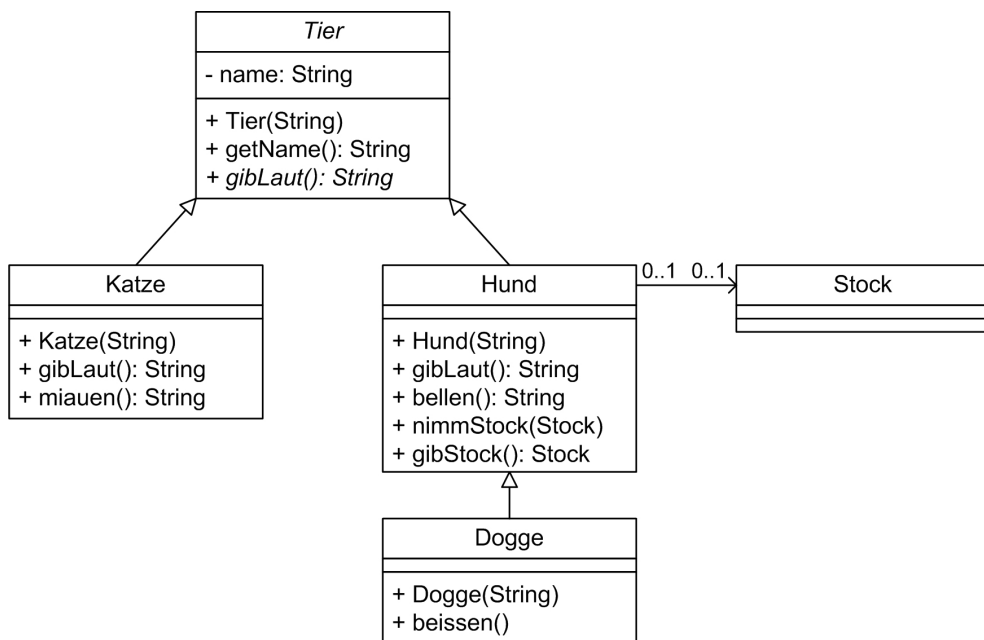 Tier
- name: String
+ Tier(String)
+ getName(): String
+ gibLaut(): String
Katze
+ Katze(String)
+ gibLaut(): String
+ miauen(): String
Hund
+ Hund(String)
+ gibLaut(): String
+ bellen(): String
+ nimmStock(Stock)
+ gibStock(): Stock
0..1 0..1
Stock
Dogge
+ Dogge(String)
+ beissen()